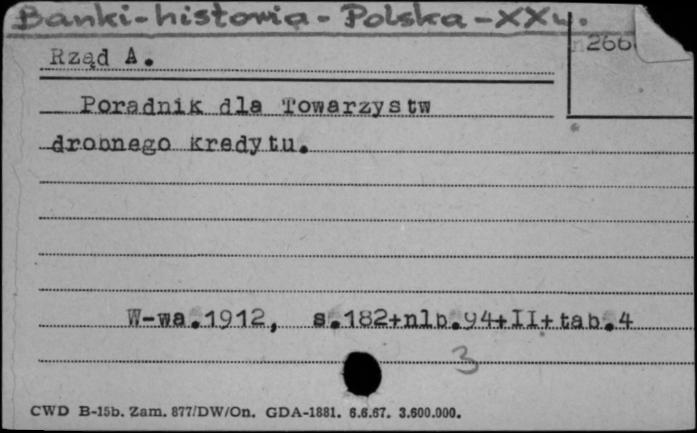 Banki-historia - Polska - XXw.
266
Rząd A.
Poradnik dla Towarzystw
drobnego kredytu.
W-wa.1912, s.182+nlb.94+II+tab.4
3
CWD B-15b. Zam. 877/DW/On. GDA-1881. 6.6.67. 3.600.000.